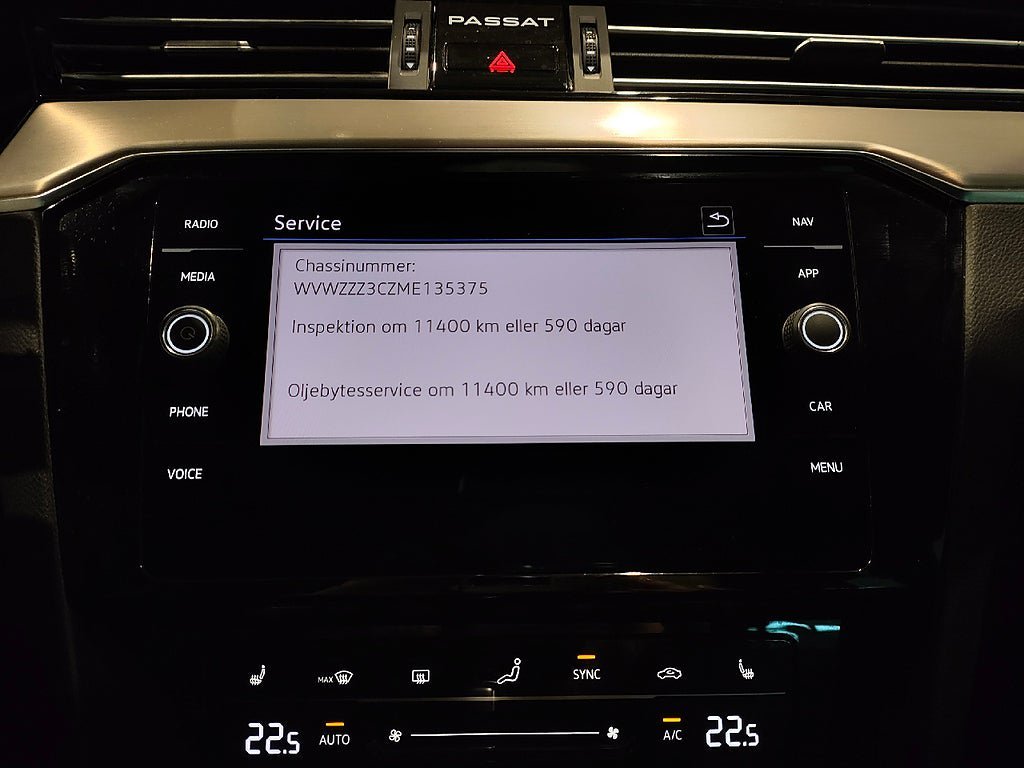 PASSAT
RADIO
Service
NAV
MEDIA
Chassinummer:
APP
WVWZZZ3CZME135375
Inspektion om 11400 km eller 590 dagar
Oljebytesservice om 11400 km eller 590 dagar
PHONE
CAR
VOICE
MENU
MAX
SYNC
22.5
AUTO
A/C
22.5